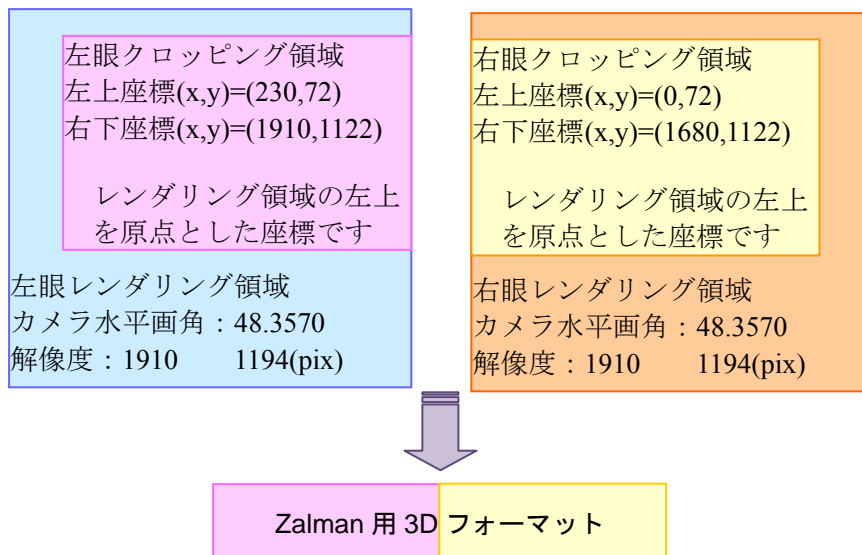 左眼クロッピング領域
左上座標(x,y)=(230,72)
右下座標(x,y)=(1910,1122)
レンダリング領域の左上
を原点とした座標です
左眼レンダリング領域
カメラ水平画角：48.3570
解像度：1910 1194(pix)
右眼クロッピング領域
左上座標(x,y)=(0,72)
右下座標(x,y)=(1680,1122)
レンダリング領域の左上
を原点とした座標です
右眼レンダリング領域
カメラ水平画角：48.3570
解像度：1910 1194(pix)
Zalman 用 3D フォーマット